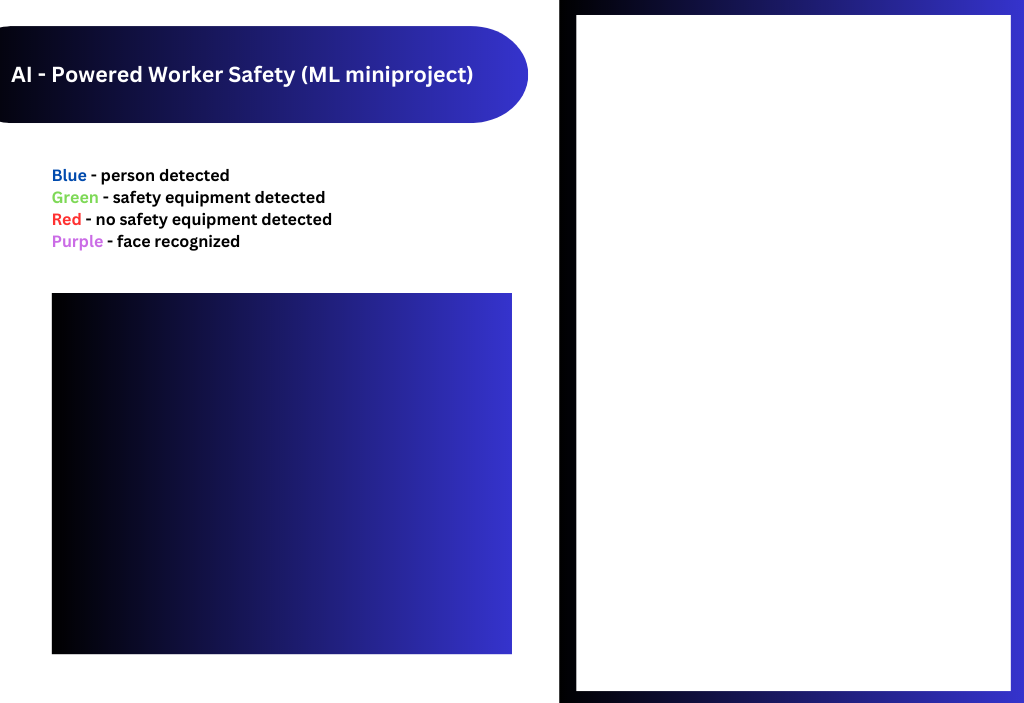 AI - Powered Worker Safety (ML miniproject)
Blue - person detected
Green - safety equipment detected
Red - no safety equipment detected
Purple - face recognized